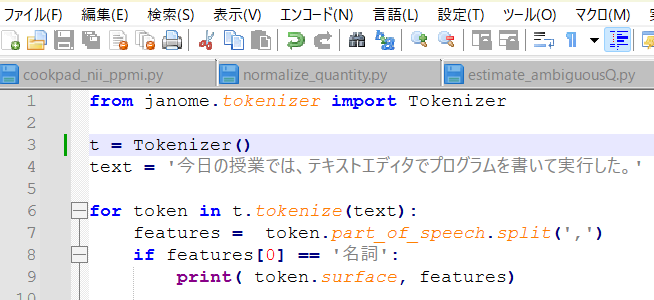 ファイル(F) 編集(E) 検索(S) 表示(V) エンコード(N) 言語(L) 設定(T) ツール(O) マクロ(M)
cookpad_nii_ppmi.py normalize_quantity.py estimate_ambiguousQ.py
1 from janome.tokenizer import Tokenizer
2
3 t = Tokenizer()
4 text = '今日の授業では、テキストエディタでプログラムを書いて実行した。'
5
6 for token in t.tokenize(text):
7 features =  token.part_of_speech.split(',')
8 if features[0] == '名詞':
9 print( token.surface, features)
10